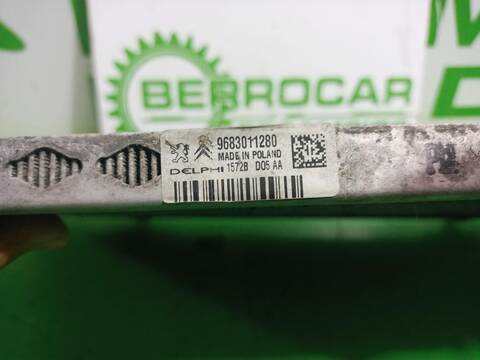 BERROCAR
9683011280
MADE IN POLAND
DELPHI 1572B D05 AA